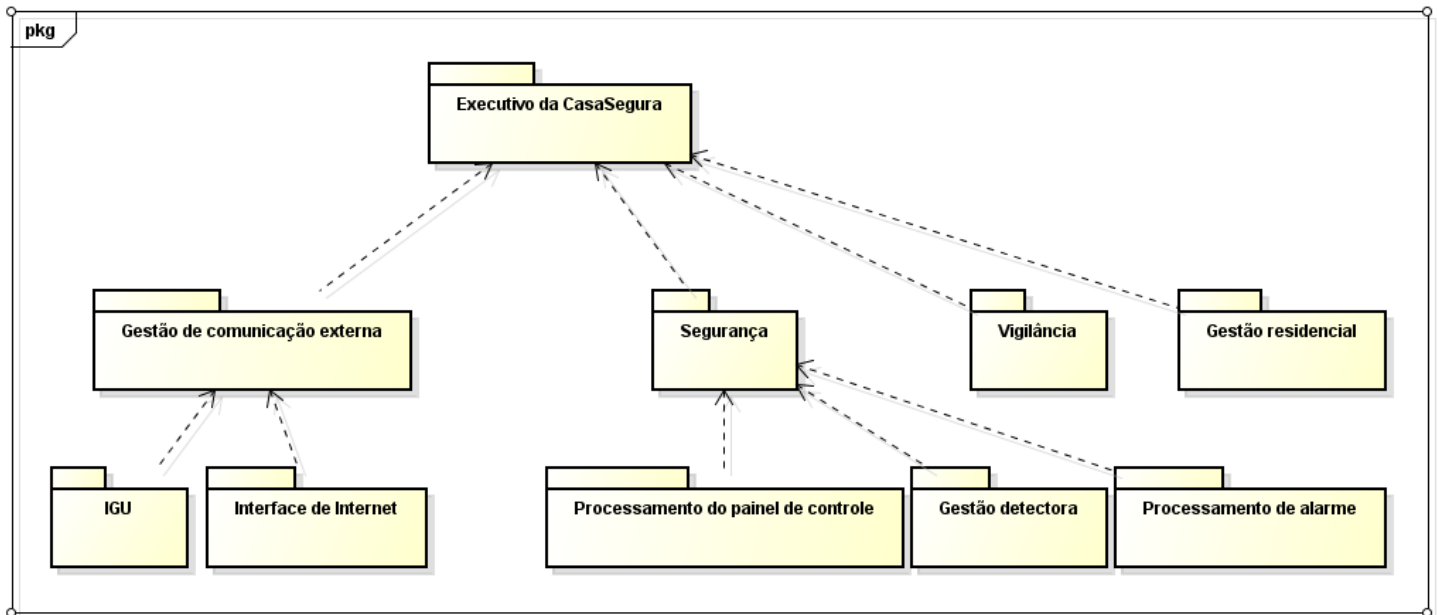 pkg
Executivo da CasaSegura
Gestão de comunicação externa
Segurança
Vigilância
Gestão residencial
IGU
Interface de Internet
Processamento do painel de controle
Gestão detectora
Processamento de alarme